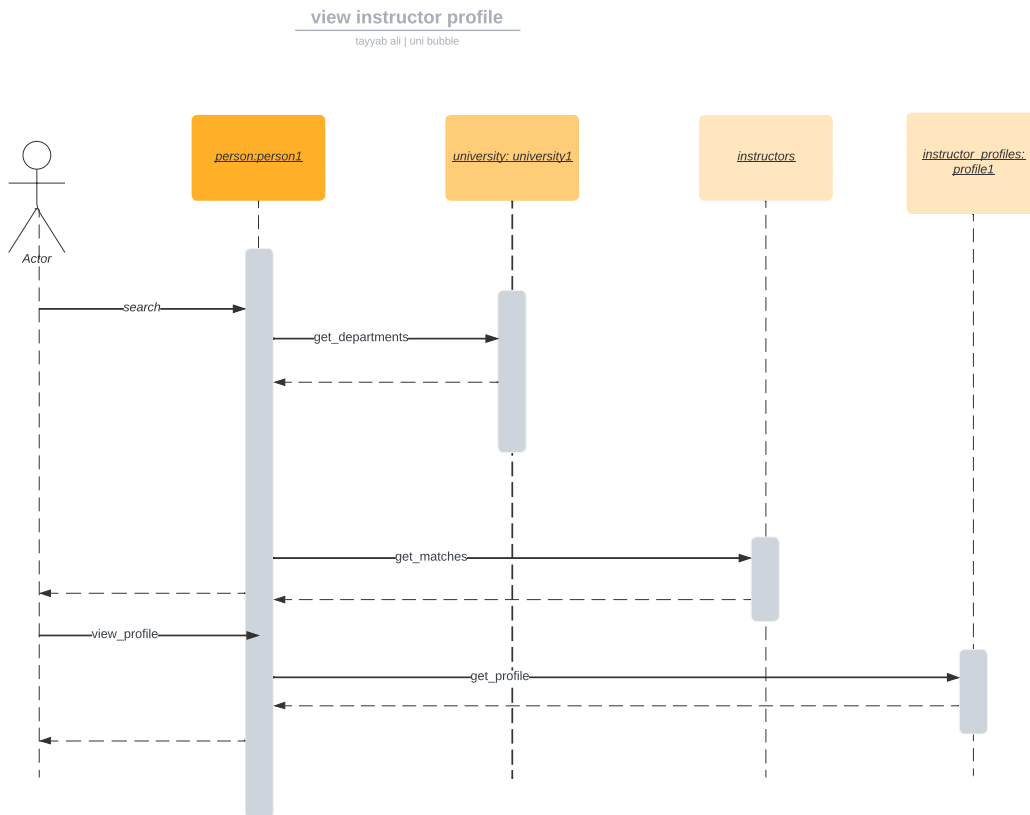 view instructor profile
tayyab ali | uni bubble
person:person1
university: university1
instructors
instructor_profiles:
profile1
Actor
search
get_departments
get_matches
view_profile
get_profile